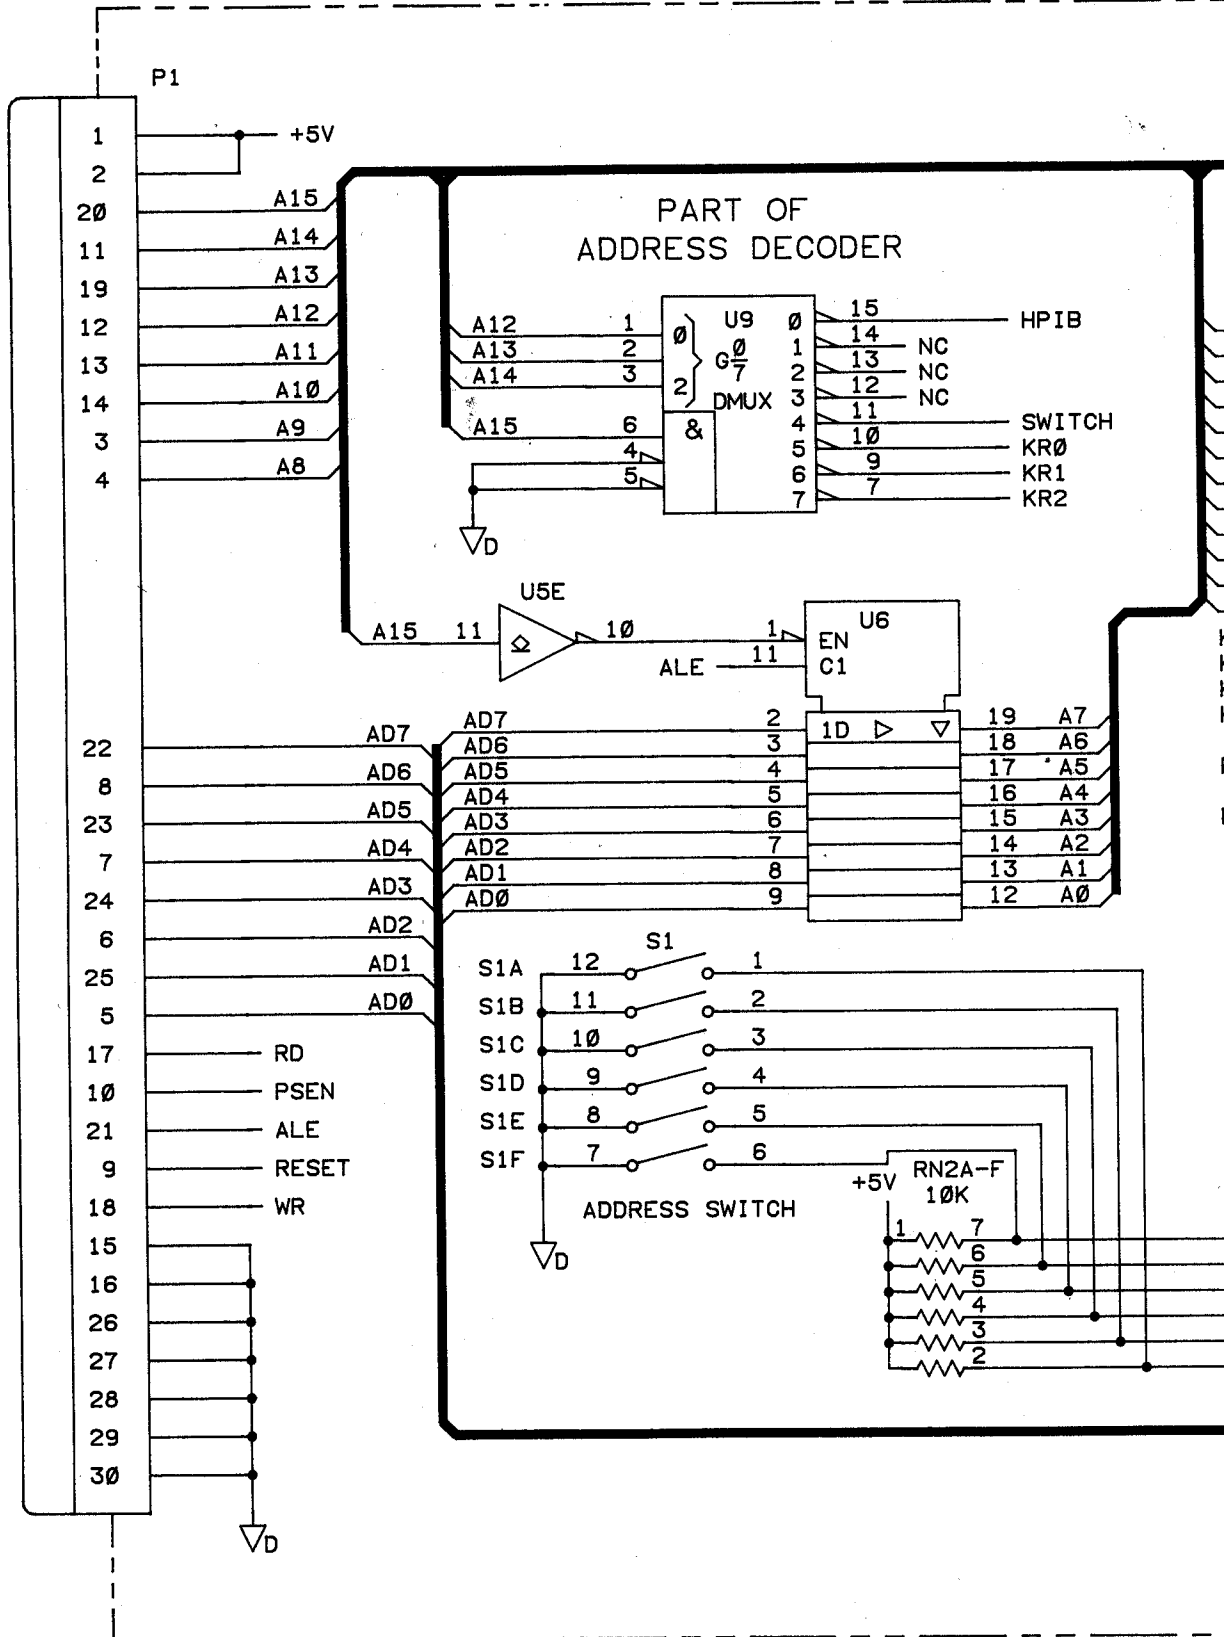 P1
1 +5V
2
20 A15
11 A14
19 A13
12 A12
13 A11
14 A10
3 A9
4 A8
PART OF
ADDRESS DECODER
U9
A12 1 0
A13 2 G 0/7
A14 3 2
DMUX
A15 6 &
4
5
D
0 15 HPIB
1 14 NC
2 13 NC
3 12 NC
4 11 SWITCH
5 10 KR0
6 9 KR1
7 7 KR2
U5E
A15 11 10
U6
1 EN
ALE 11 C1
22 AD7
8 AD6
23 AD5
7 AD4
24 AD3
6 AD2
25 AD1
5 AD0
AD7 2 1D 19 A7
AD6 3 18 A6
AD5 4 17 A5
AD4 5 16 A4
AD3 6 15 A3
AD2 7 14 A2
AD1 8 13 A1
AD0 9 12 A0
17 RD
10 PSEN
21 ALE
9 RESET
18 WR
15
16
26
27
28
29
30
D
S1
S1A 12 1
S1B 11 2
S1C 10 3
S1D 9 4
S1E 8 5
S1F 7 6
ADDRESS SWITCH
D
+5V
RN2A-F
10K
1 7
6
5
4
3
2